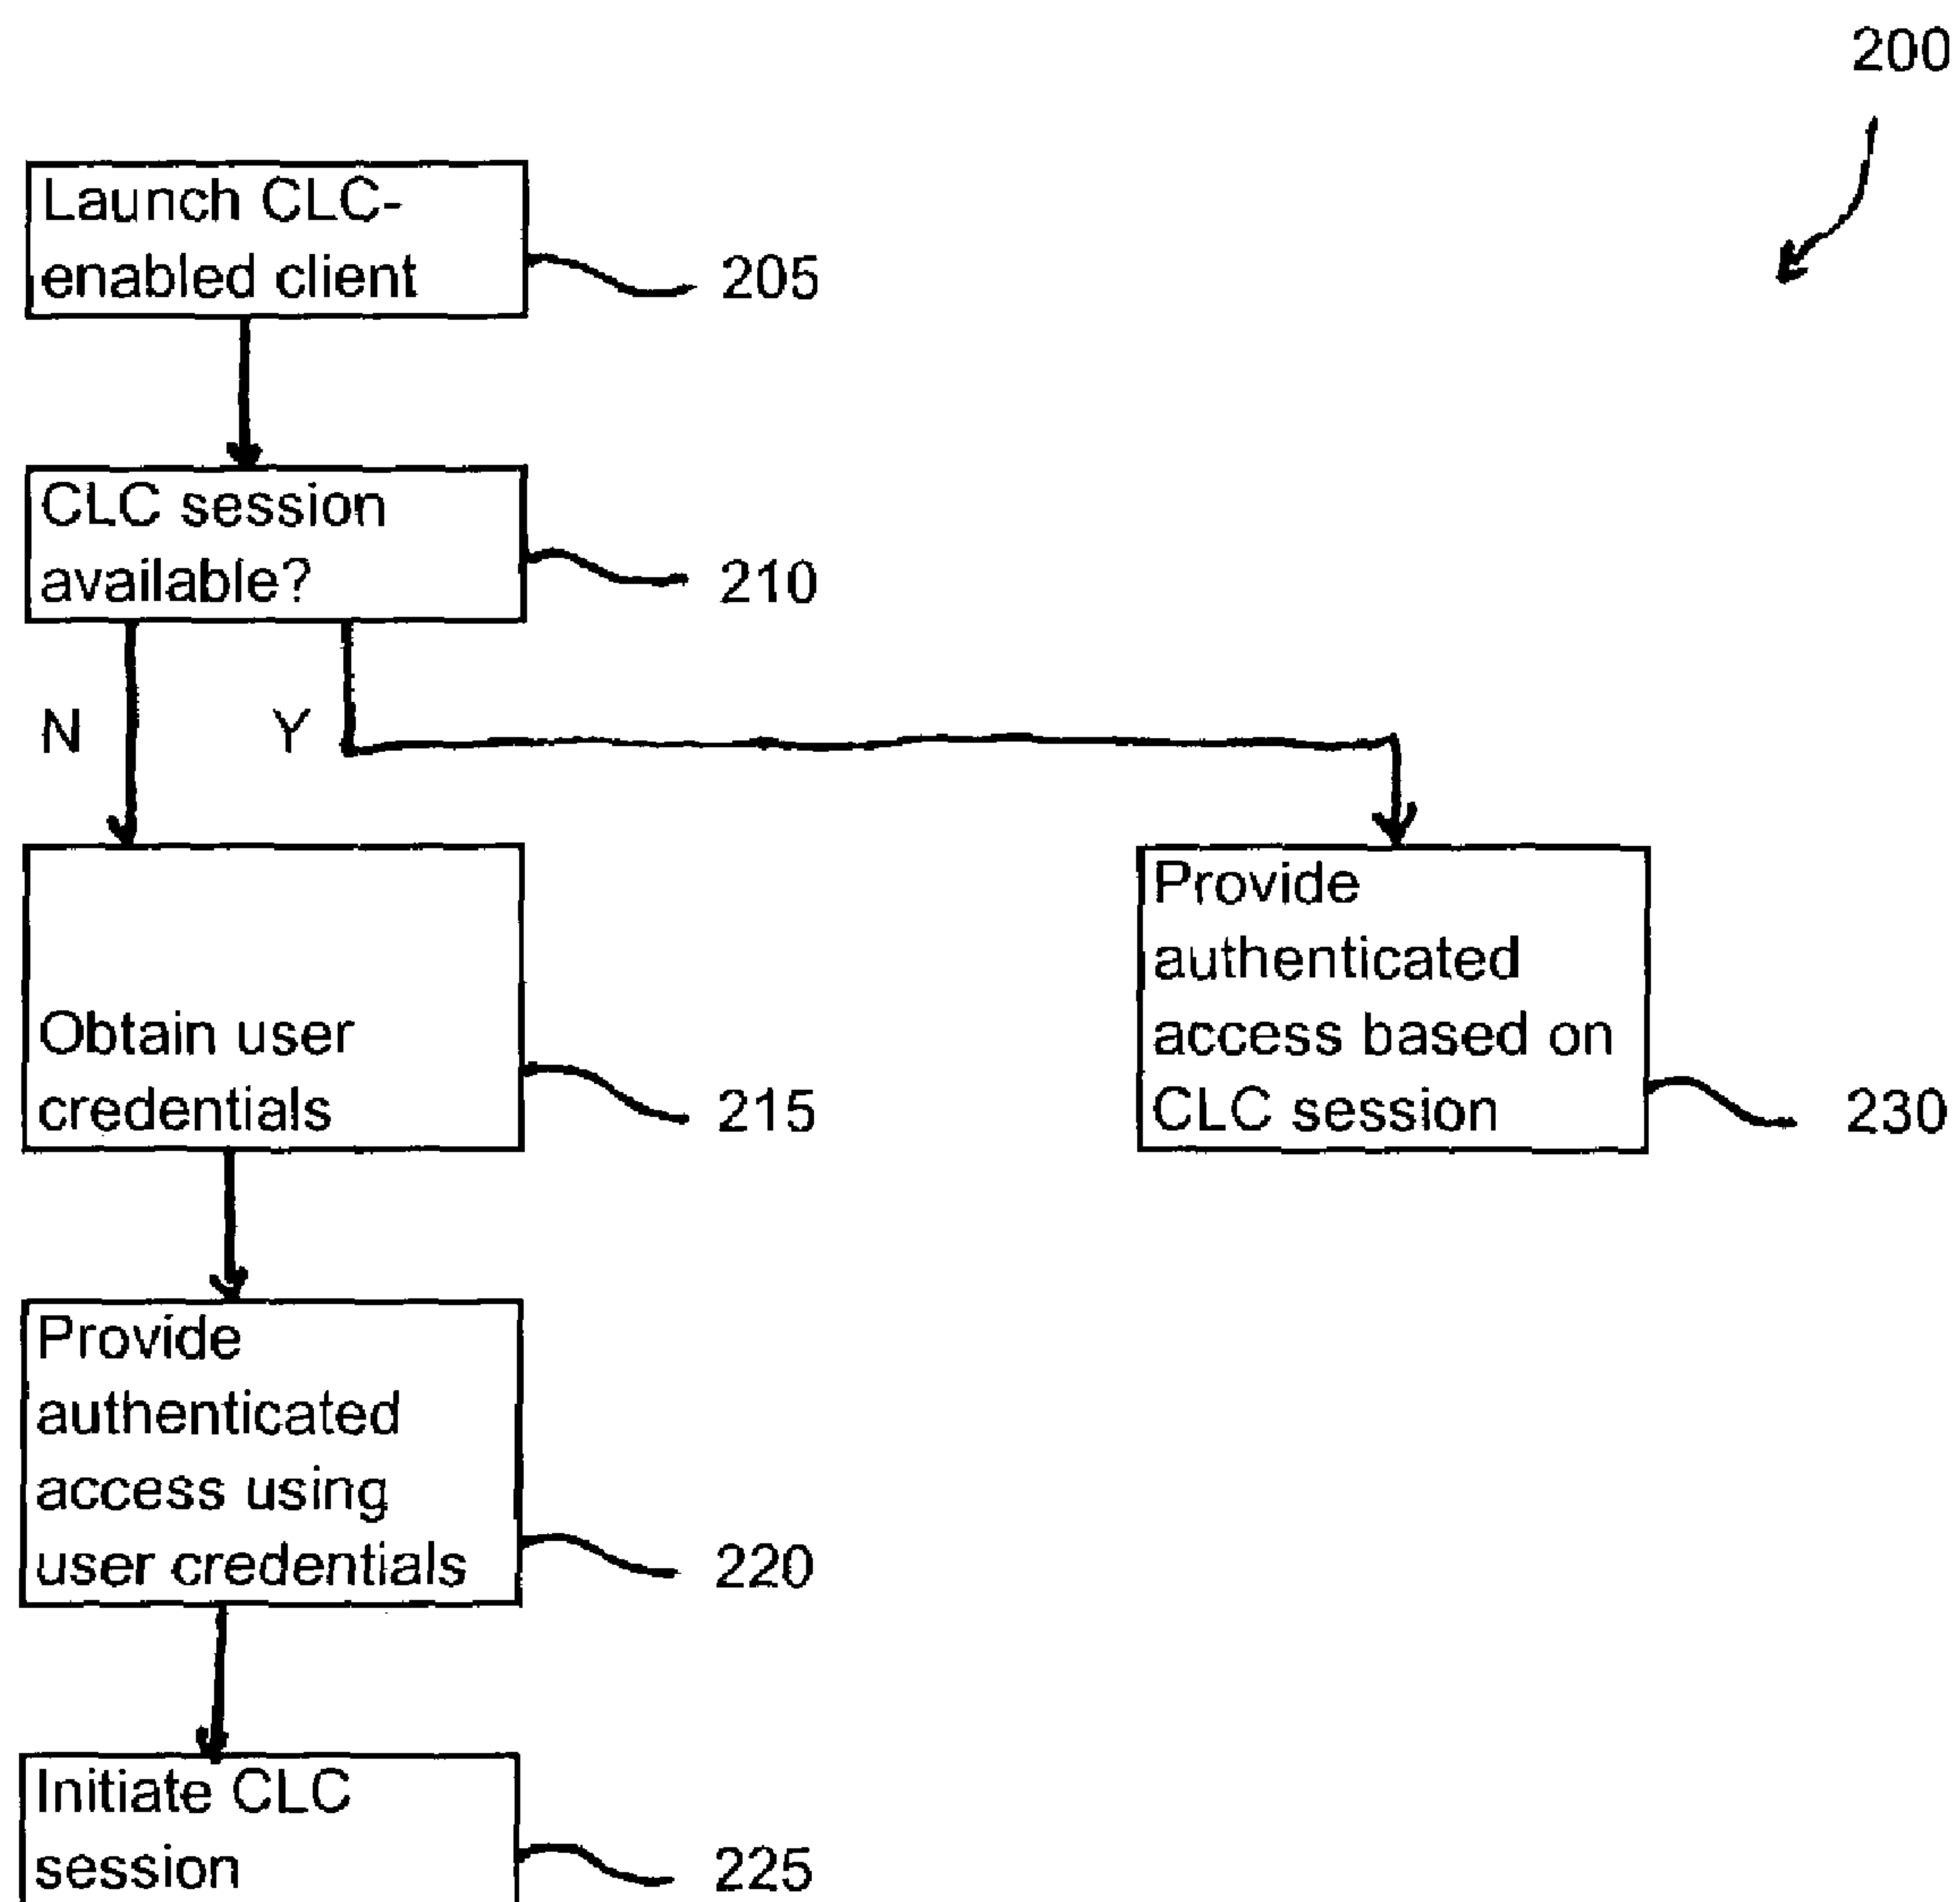 200
Launch CLC-
enabled client
205
CLC session
available?
210
N
Y
Obtain user
credentials
215
Provide
authenticated
access based on
CLC session
230
Provide
authenticated
access using
user credentials
220
Initiate CLC
session
225